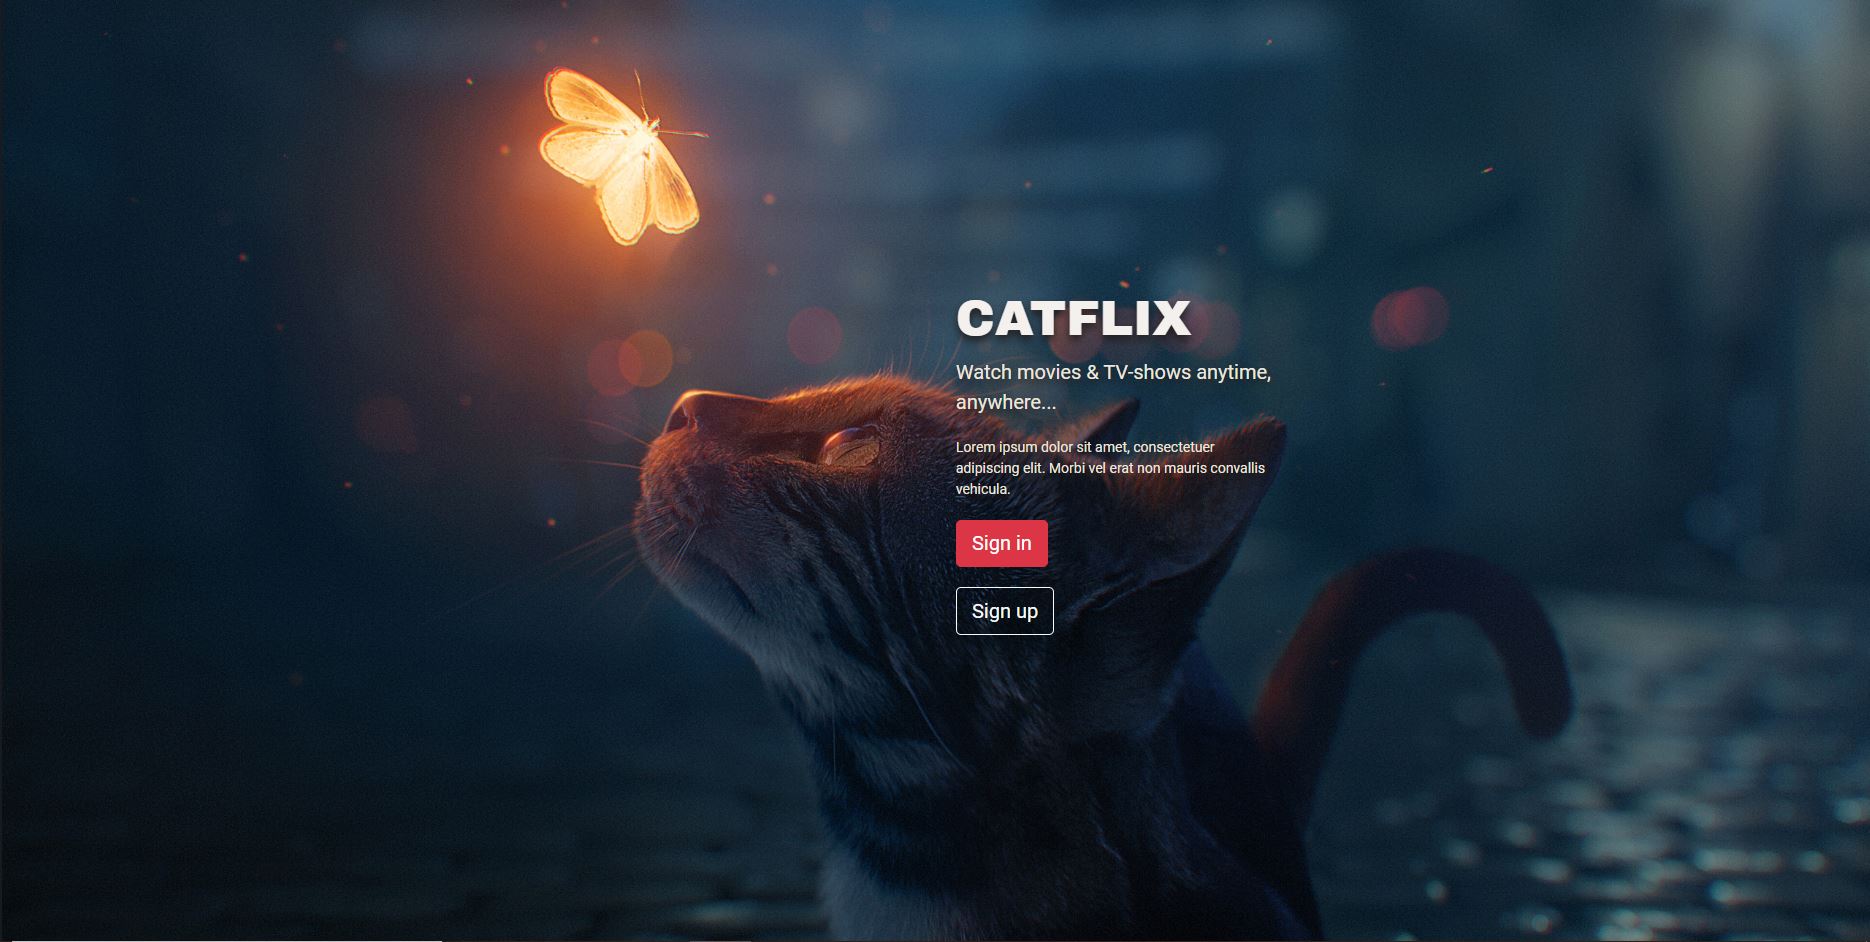 CATFLIX
Watch movies & TV-shows anytime,
anywhere...
Lorem ipsum dolor sit amet, consectetuer
adipiscing elit. Morbi vel erat non mauris convallis
vehicula.
Sign in
Sign up